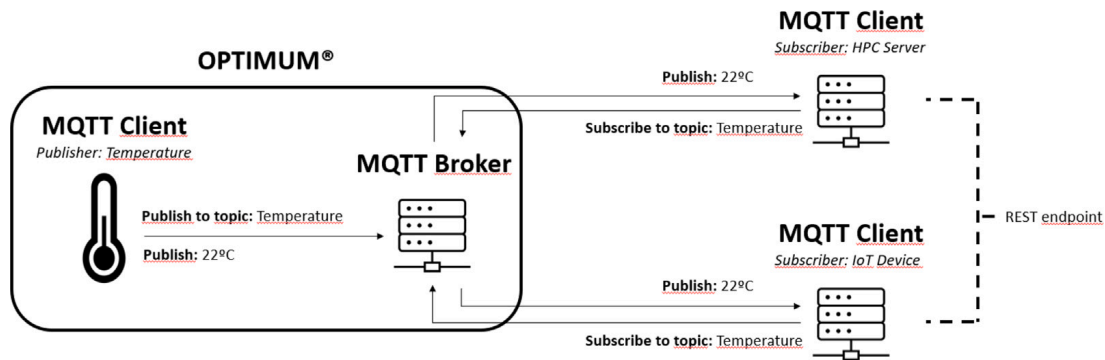 OPTIMUM®
MQTT Client
Publisher: Temperature
Publish to topic: Temperature
Publish: 22ºC
MQTT Broker
MQTT Client
Subscriber: HPC Server
Publish: 22ºC
Subscribe to topic: Temperature
MQTT Client
Subscriber: IoT Device
Publish: 22ºC
Subscribe to topic: Temperature
REST endpoint